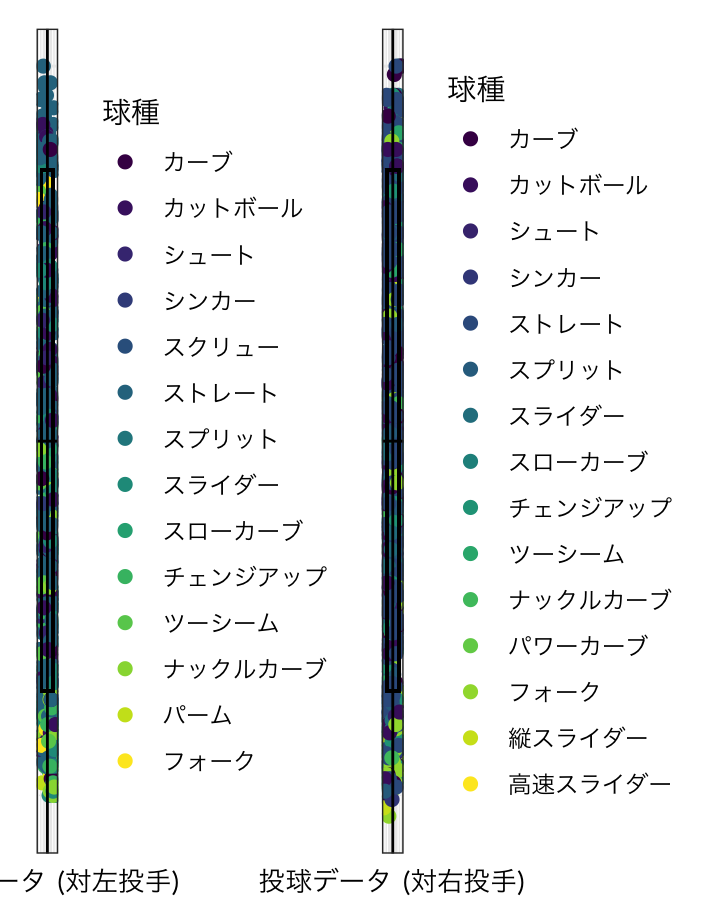 球種
カーブ
カットボール
シュート
シンカー
スクリュー
ストレート
スプリット
スライダー
スローカーブ
チェンジアップ
ツーシーム
ナックルカーブ
パーム
フォーク
ータ (対左投手)
球種
カーブ
カットボール
シュート
シンカー
ストレート
スプリット
スライダー
スローカーブ
チェンジアップ
ツーシーム
ナックルカーブ
パワーカーブ
フォーク
縦スライダー
高速スライダー
投球データ (対右投手)